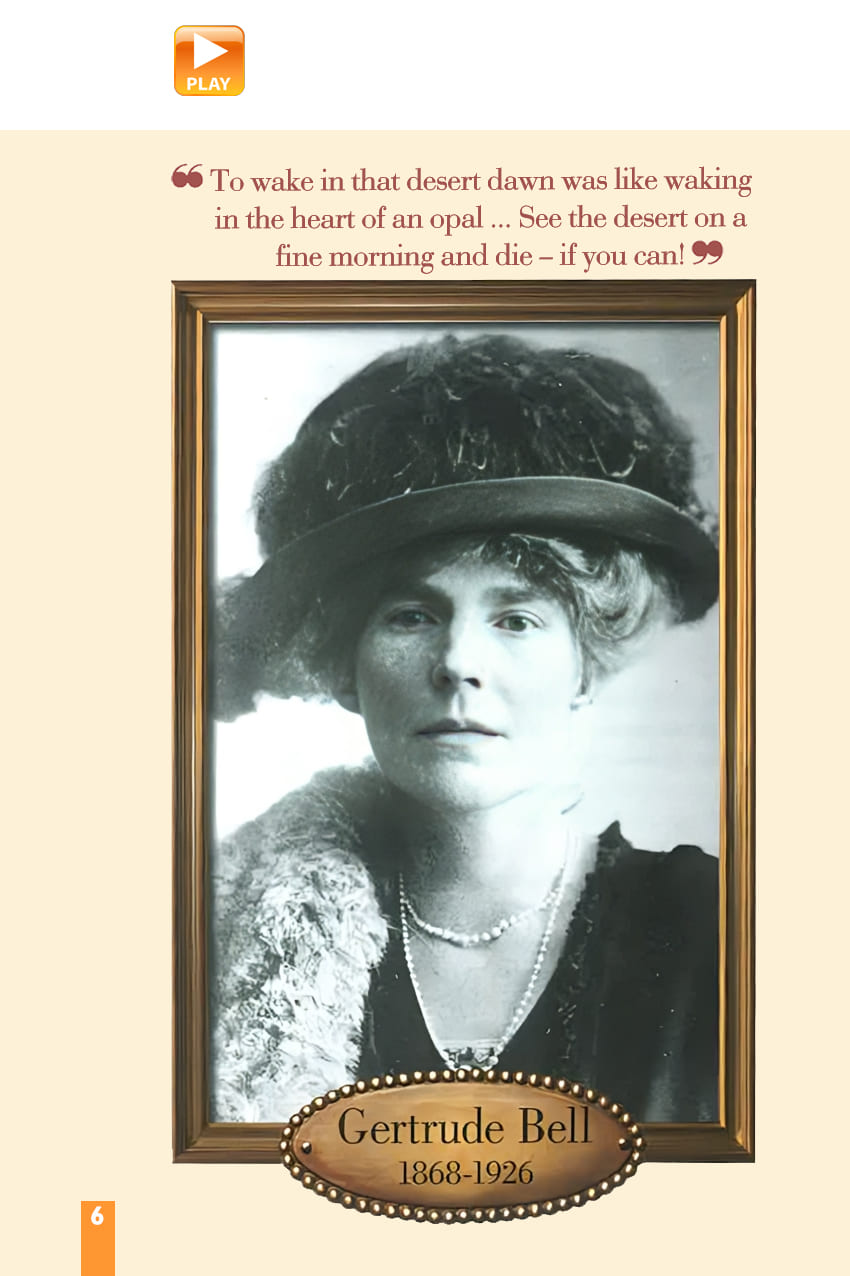 PLAY
❝ To wake in that desert dawn was like waking
in the heart of an opal ... See the desert on a
fine morning and die – if you can! ❞
Gertrude Bell
1868-1926
6